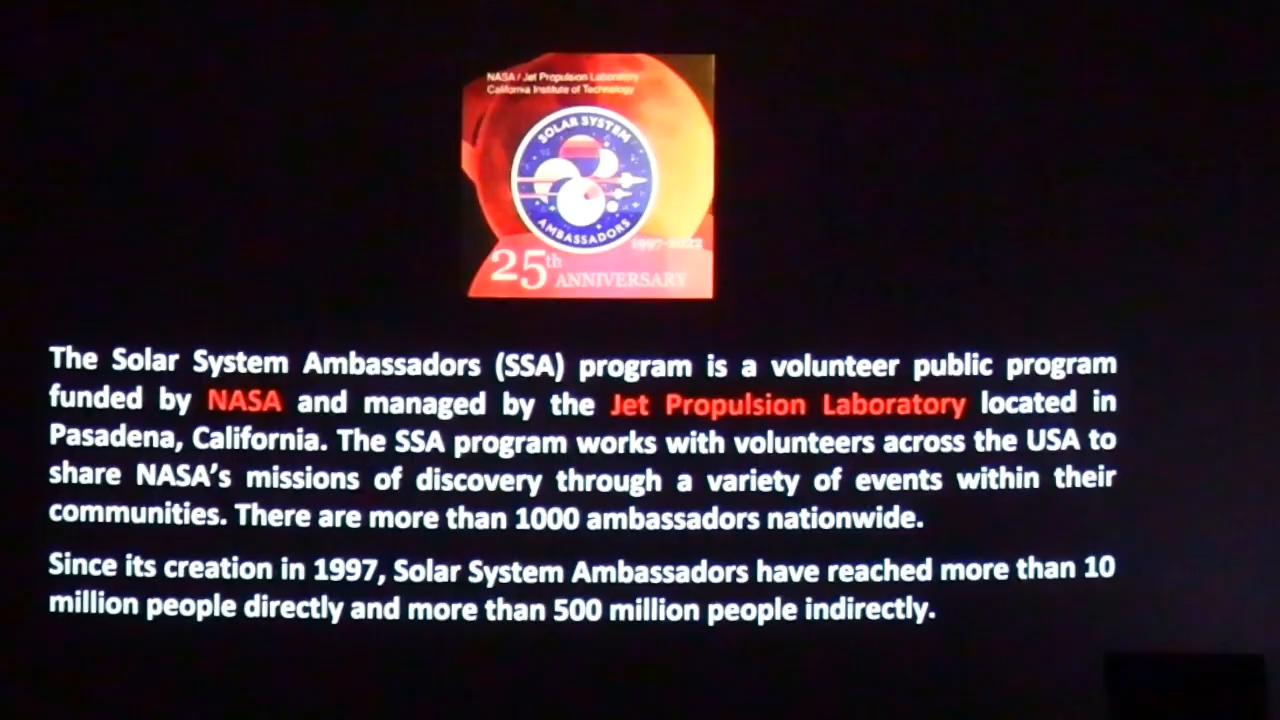 NASA / Jet Propulsion Laboratory
California Institute of Technology
SOLAR SYSTEM
AMBASSADORS
1997-2022
25th ANNIVERSARY
The Solar System Ambassadors (SSA) program is a volunteer public program
funded by NASA and managed by the Jet Propulsion Laboratory located in
Pasadena, California. The SSA program works with volunteers across the USA to
share NASA's missions of discovery through a variety of events within their
communities. There are more than 1000 ambassadors nationwide.
Since its creation in 1997, Solar System Ambassadors have reached more than 10
million people directly and more than 500 million people indirectly.